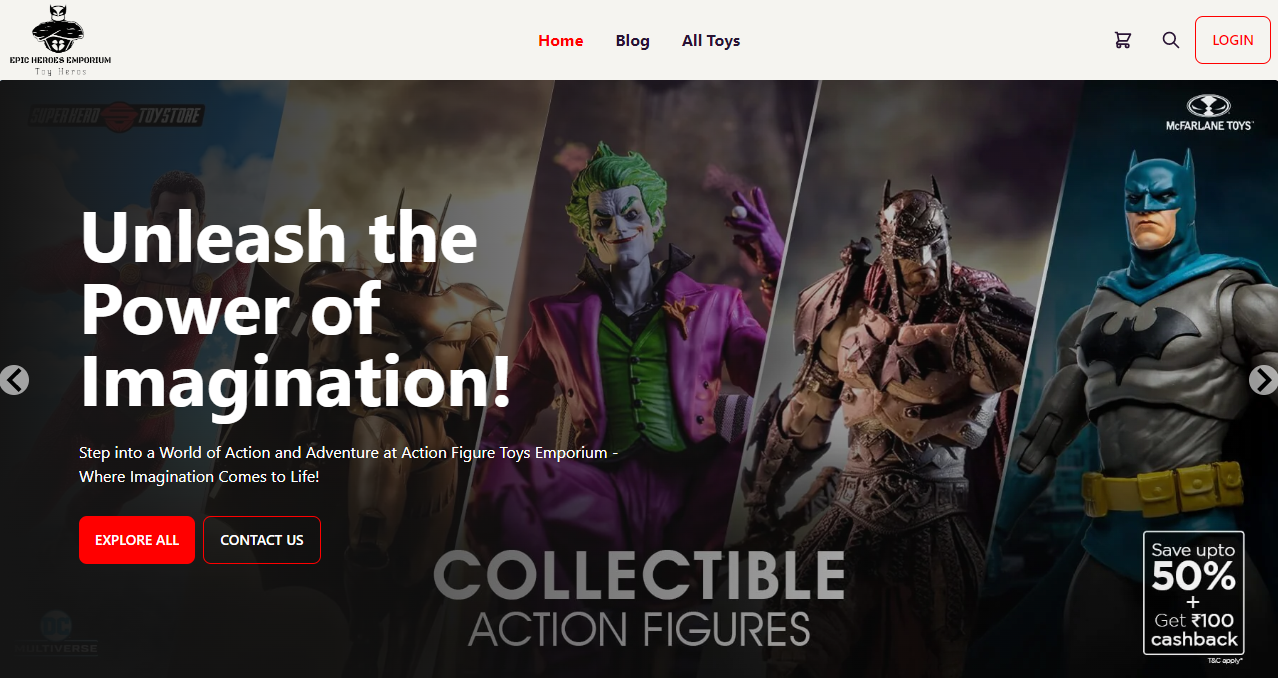 EPIC HEROES EMPORIUM
Toy Heros
Home
Blog
All Toys
LOGIN
SUPERHERO TOYSTORE
McFARLANE TOYS
Unleash the
Power of
Imagination!
Step into a World of Action and Adventure at Action Figure Toys Emporium -
Where Imagination Comes to Life!
EXPLORE ALL
CONTACT US
COLLECTIBLE
ACTION FIGURES
DC
MULTIVERSE
Save upto
50%
+
Get ₹100
cashback
T&C apply*